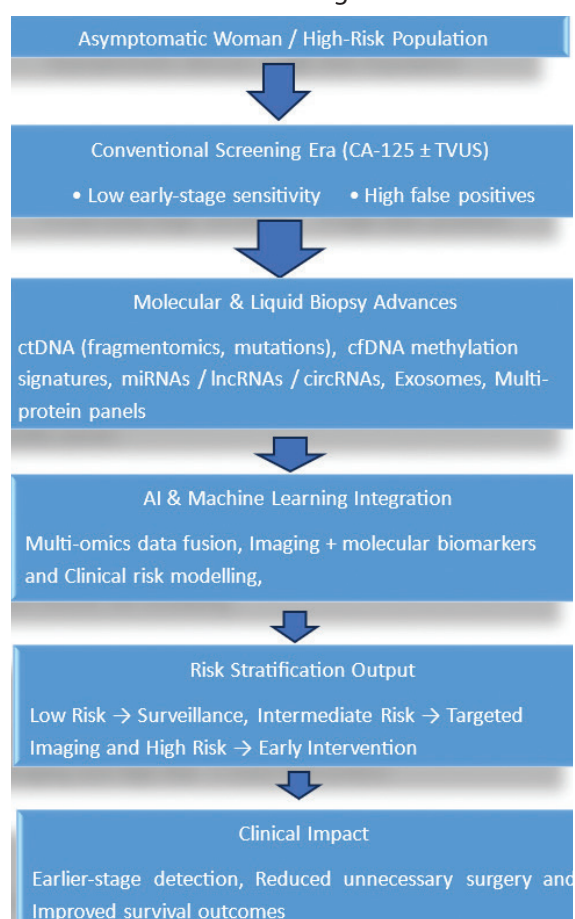 Asymptomatic Woman / High-Risk Population
Conventional Screening Era (CA-125 ± TVUS)
• Low early-stage sensitivity • High false positives
Molecular & Liquid Biopsy Advances
ctDNA (fragmentomics, mutations), cfDNA methylation
signatures, miRNAs / lncRNAs / circRNAs, Exosomes, Multi-
protein panels
AI & Machine Learning Integration
Multi-omics data fusion, Imaging + molecular biomarkers
and Clinical risk modelling,
Risk Stratification Output
Low Risk → Surveillance, Intermediate Risk → Targeted
Imaging and High Risk → Early Intervention
Clinical Impact
Earlier-stage detection, Reduced unnecessary surgery and
Improved survival outcomes